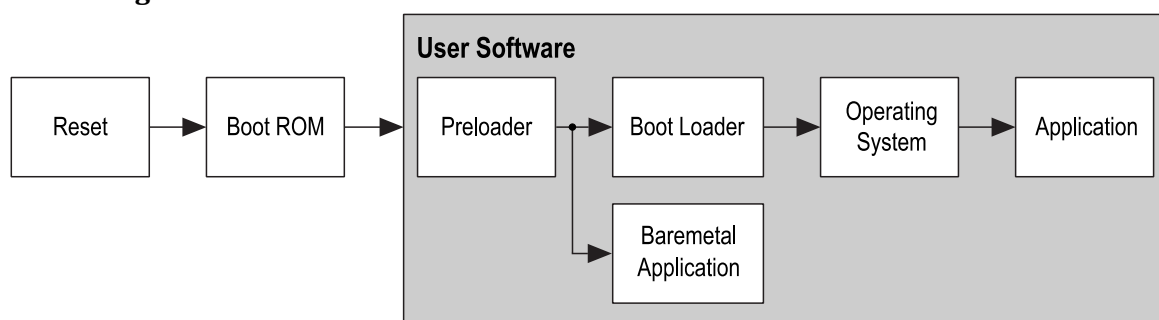 User Software
Reset
Boot ROM
Preloader
Boot Loader
Operating
System
Application
Baremetal
Application